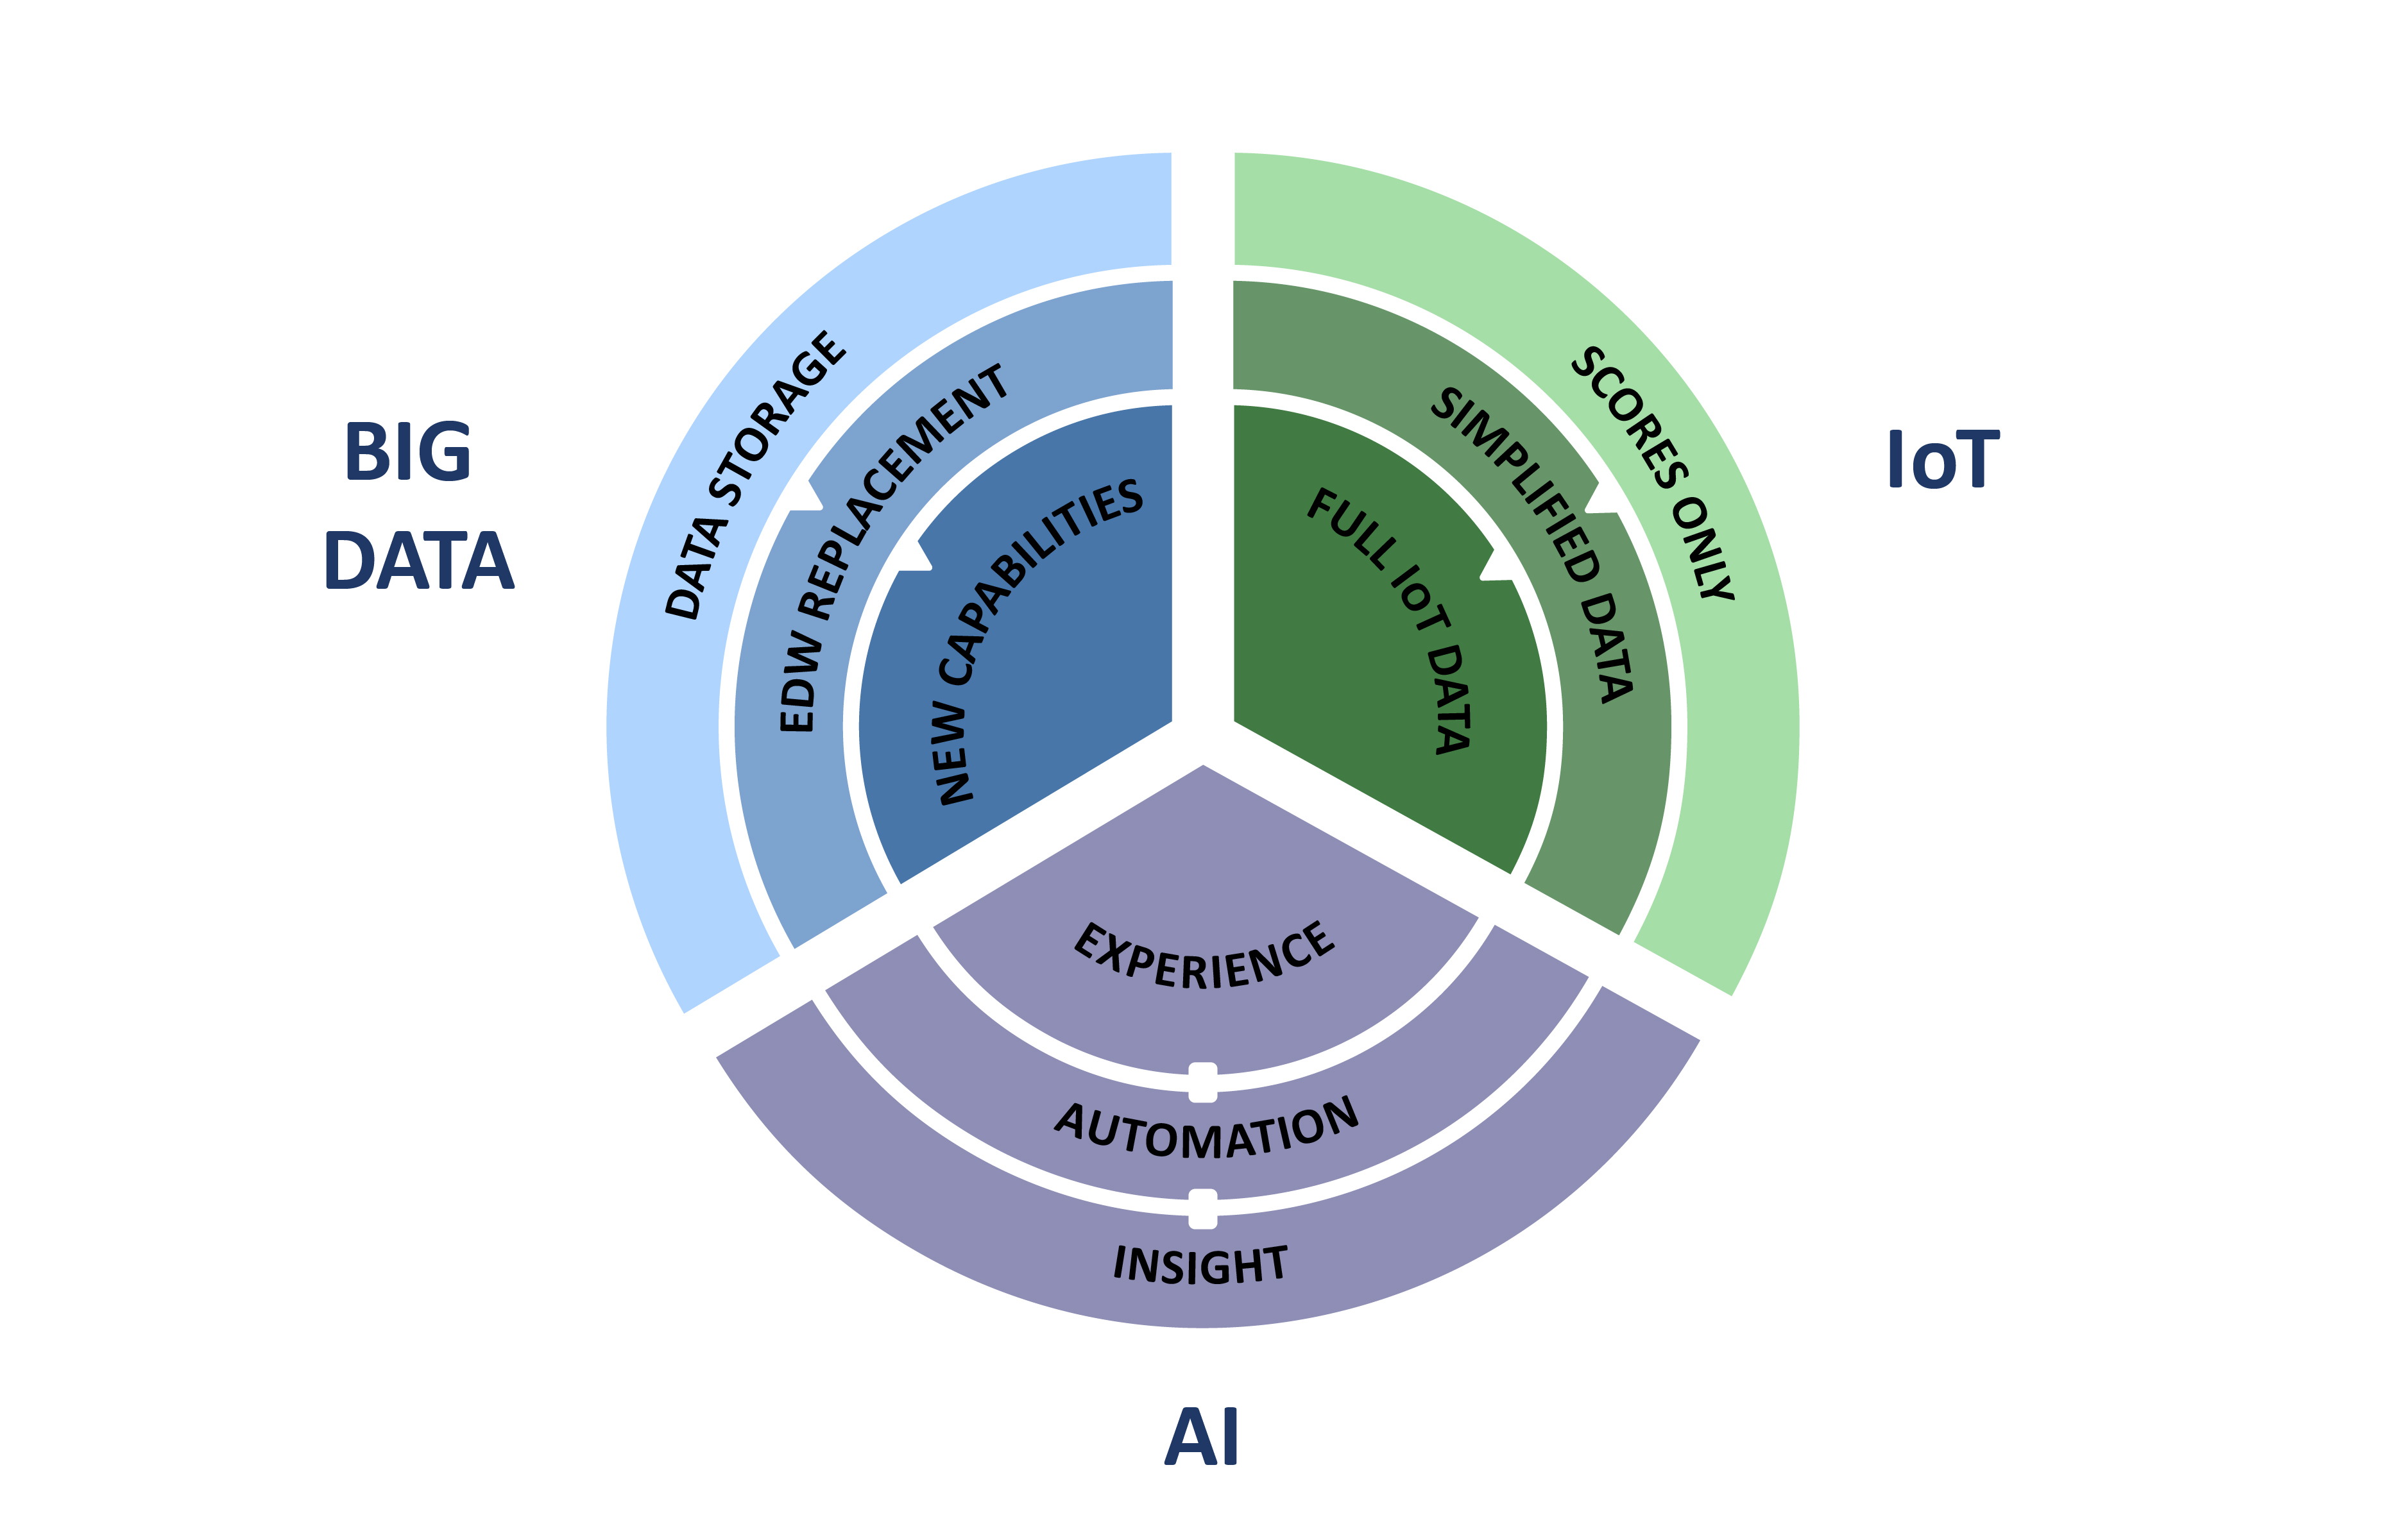 BIG
DATA
DATA STORAGE
EDW REPLACEMENT
NEW CAPABILITIES
IoT
SCORES ONLY
SIMPLIFIED DATA
FULL IoT DATA
EXPERIENCE
AUTOMATION
INSIGHT
AI